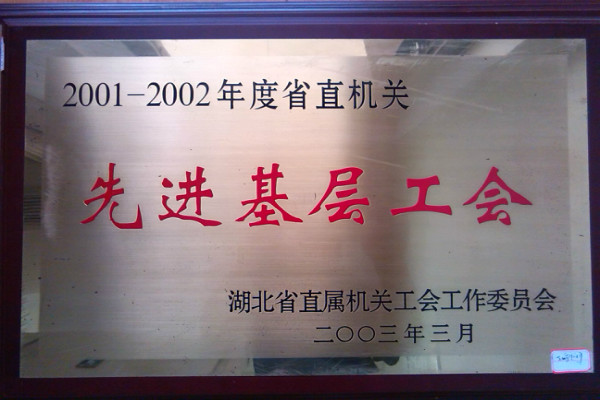 2001-2002年度省直机关
先进基层工会
湖北省直属机关工会工作委员会
二〇〇三年三月